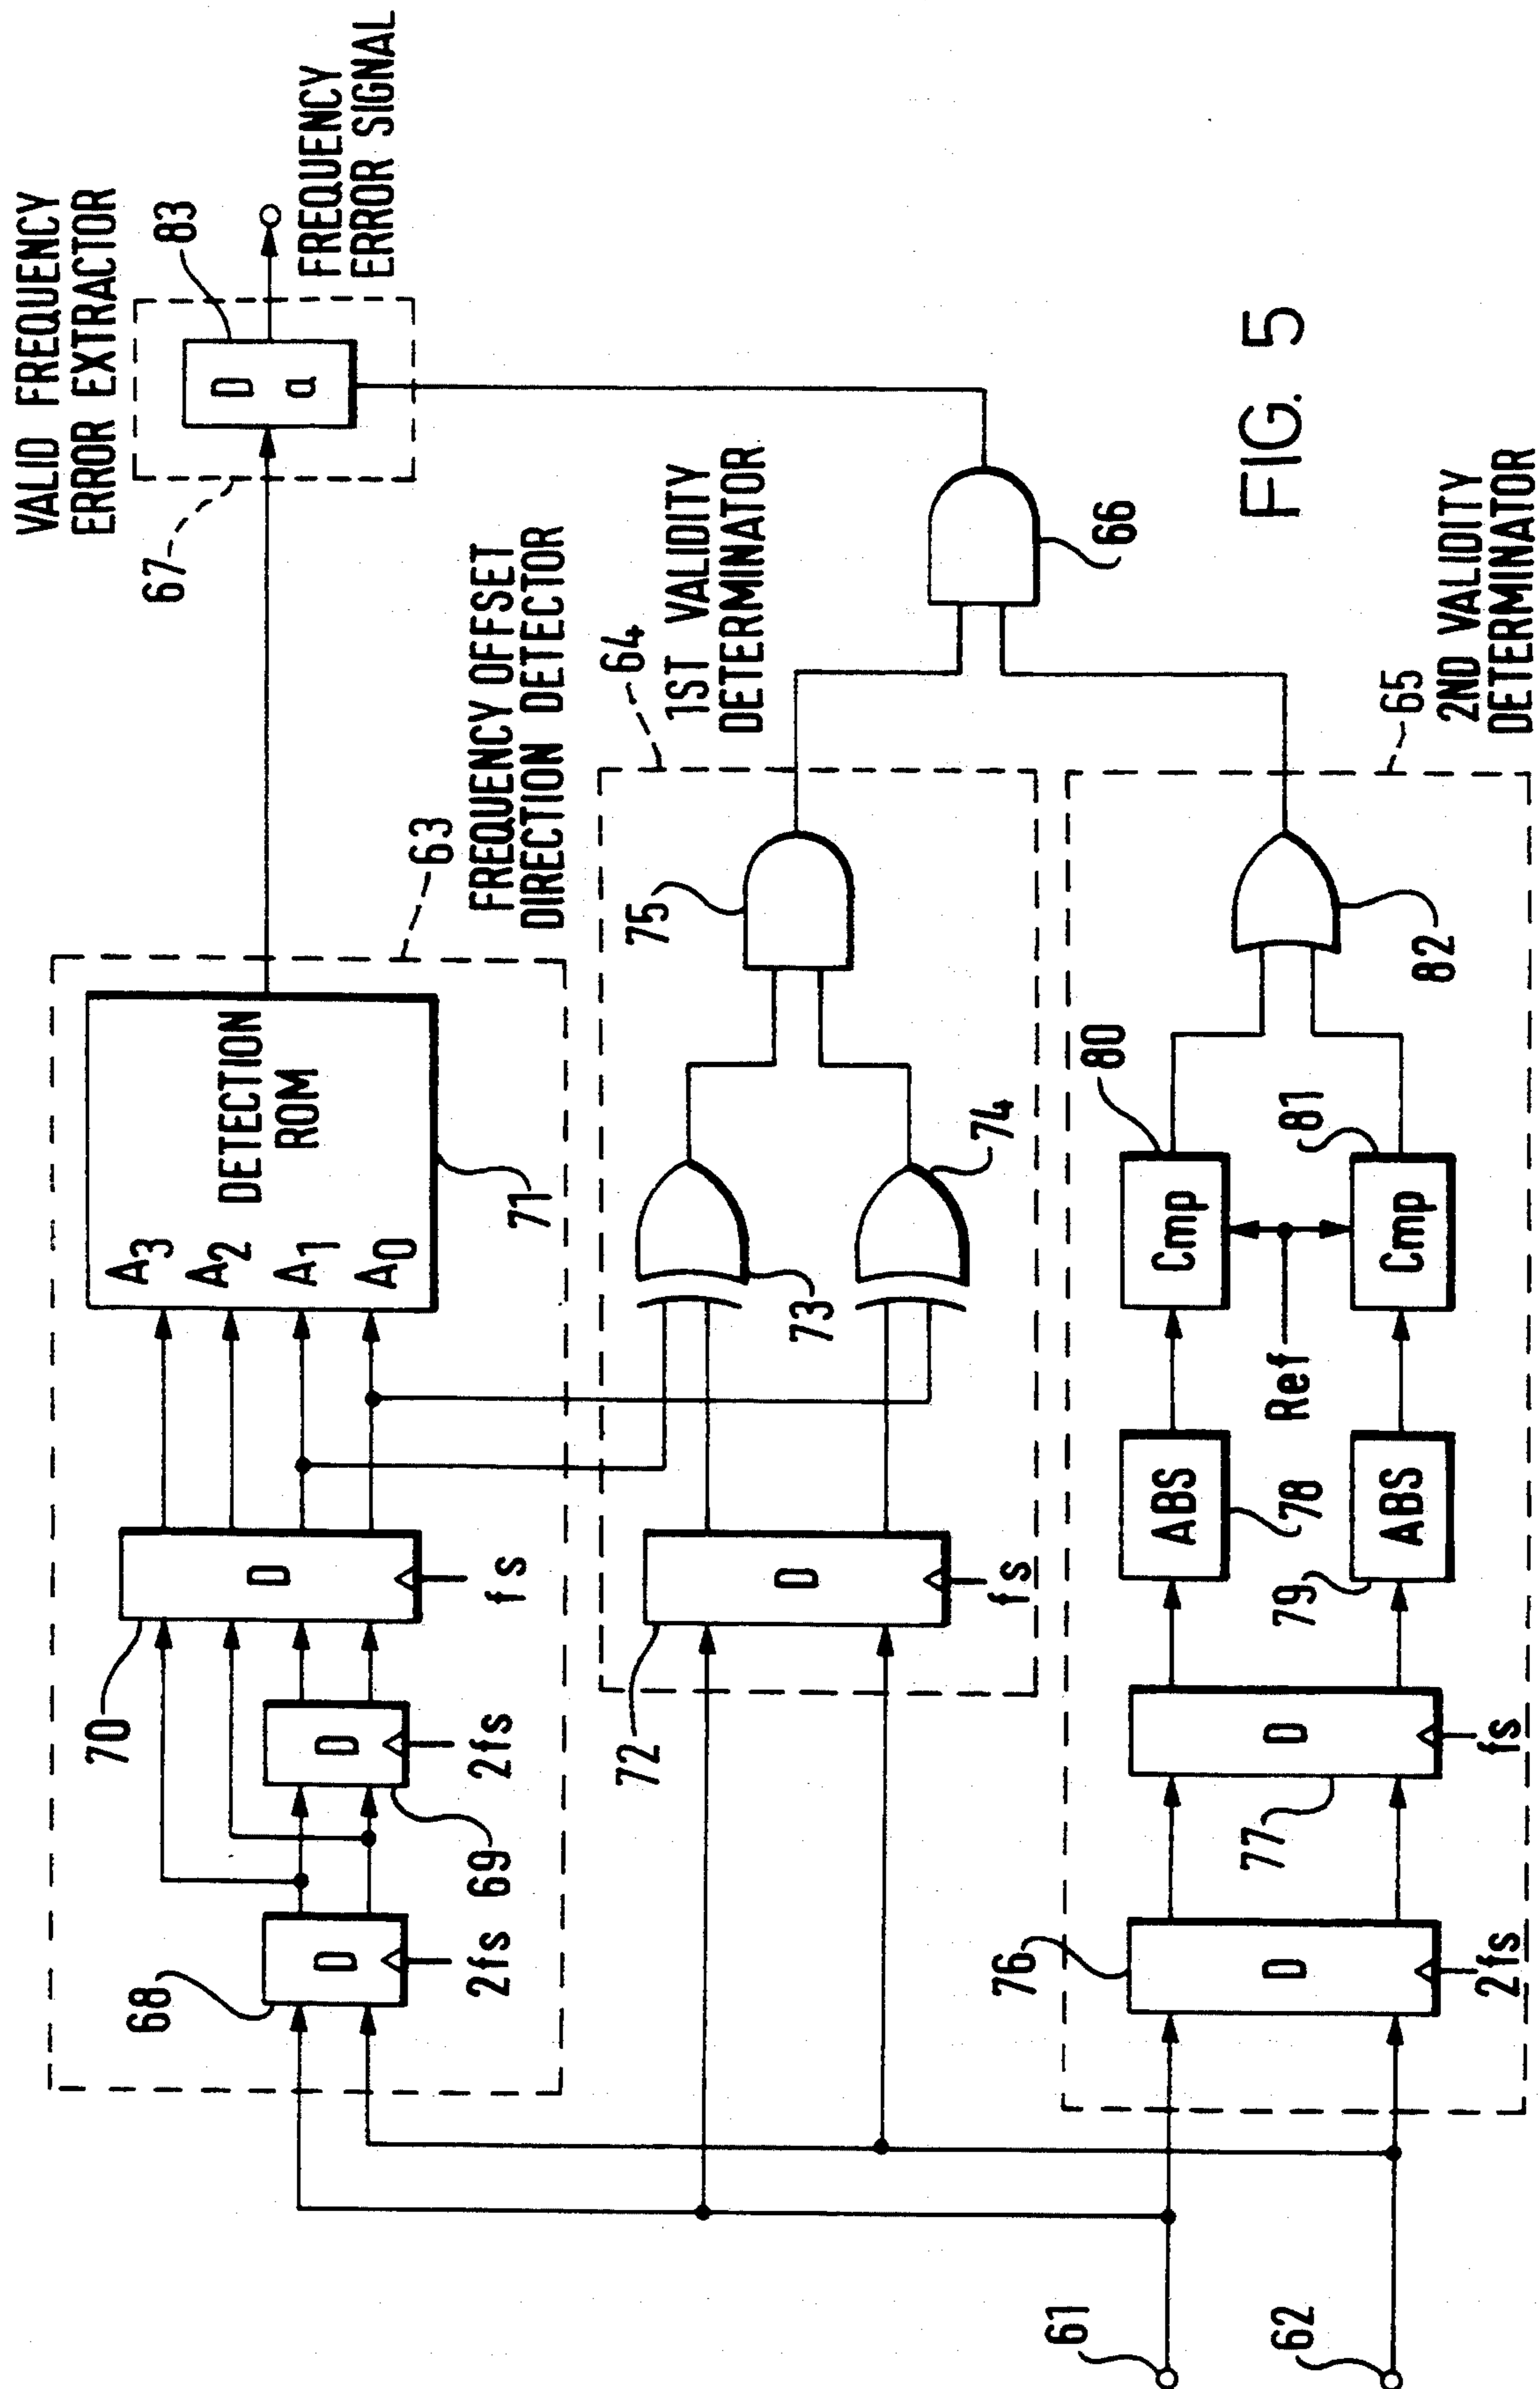 VALID FREQUENCY
ERROR EXTRACTOR
67
83
D
a
FREQUENCY
ERROR SIGNAL
63
FREQUENCY OFFSET
DIRECTION DETECTOR
68
D
2fs
69
D
2fs
70
D
fs
A3
A2
A1
A0
DETECTION
ROM
71
64
1ST VALIDITY
DETERMINATOR
72
D
fs
73
74
75
66
61
62
76
D
2fs
77
D
fs
ABS
78
79
ABS
Ref
80
Cmp
81
Cmp
82
65
2ND VALIDITY
DETERMINATOR
FIG. 5